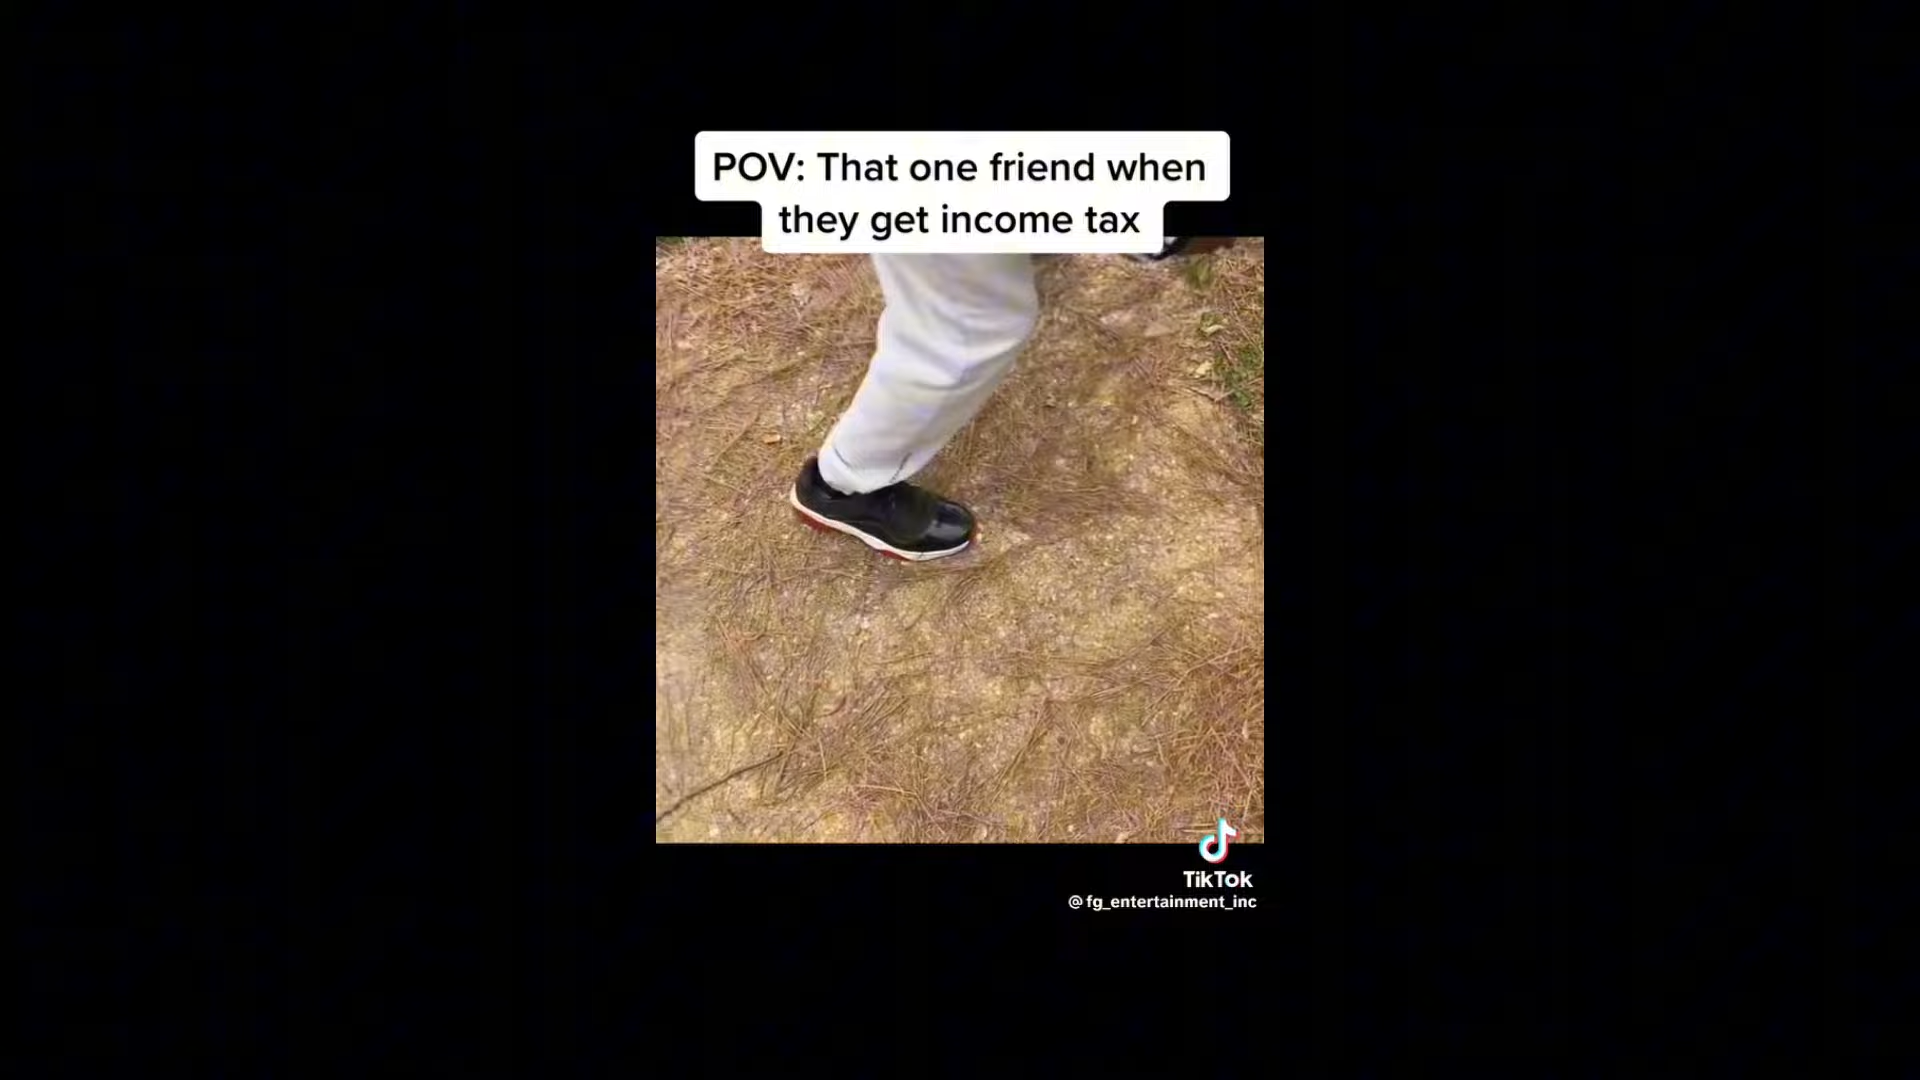 POV: That one friend when
they get income tax
TikTok
@fg_entertainment_inc